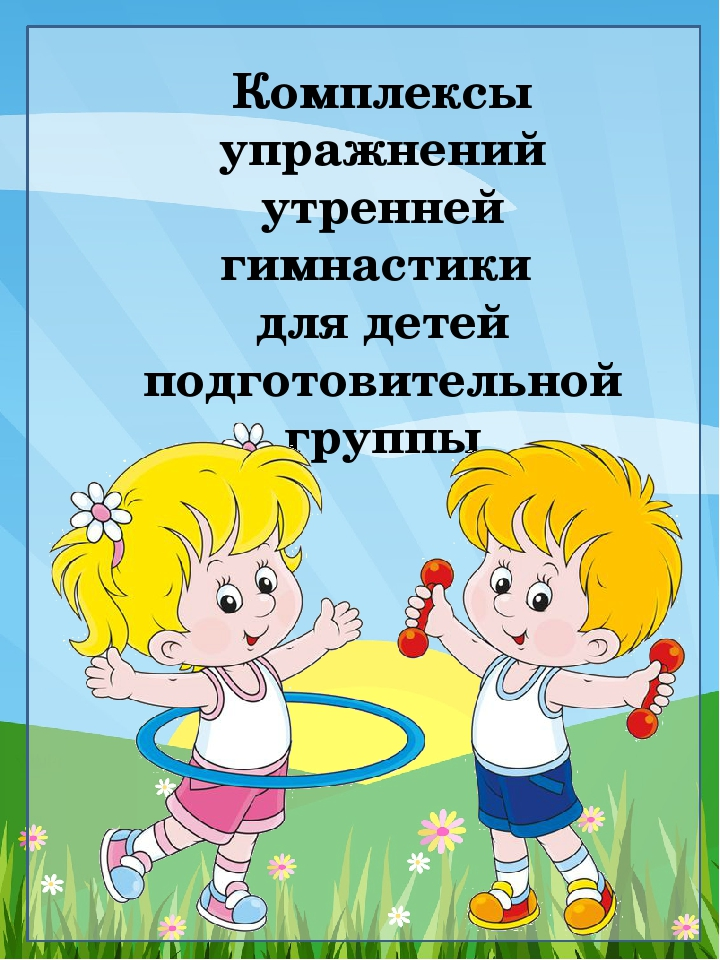 Комплексы
упражнений
утренней
гимнастики
для детей
подготовительной
группы